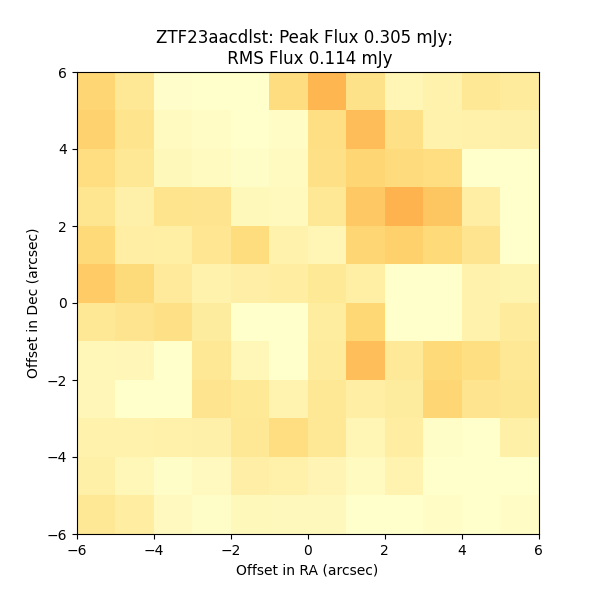 ZTF23aacdlst: Peak Flux 0.305 mJy;
RMS Flux 0.114 mJy
6
4
2
0
−2
−4
−6
Offset in Dec (arcsec)
−6 −4 −2 0 2 4 6
Offset in RA (arcsec)